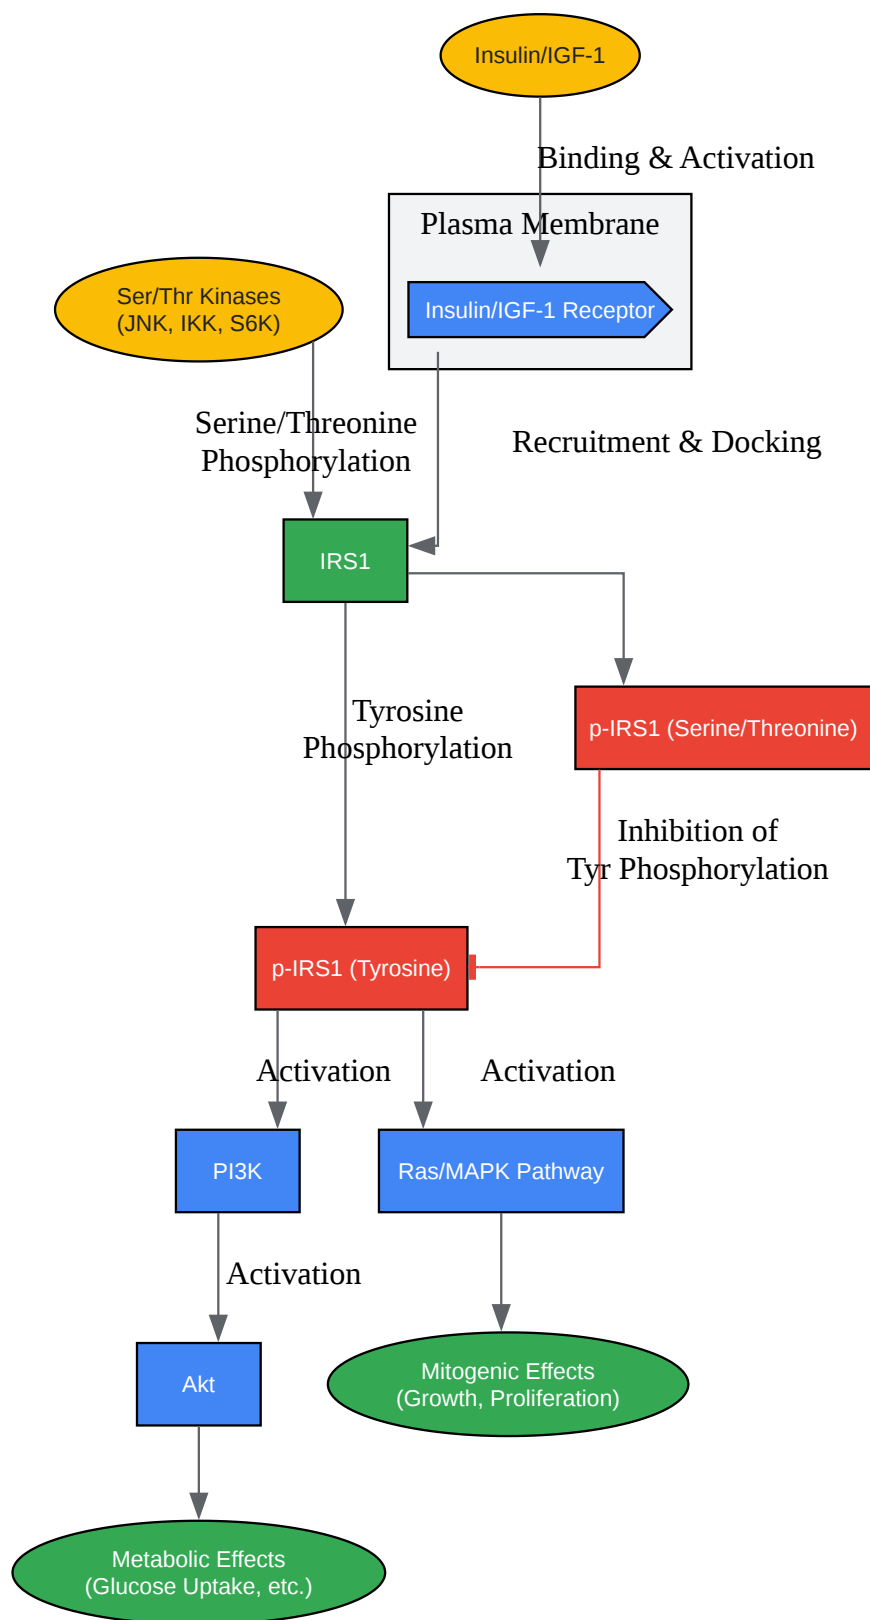 Insulin/IGF-1
Binding & Activation
Plasma Membrane
Insulin/IGF-1 Receptor
Ser/Thr Kinases
(JNK, IKK, S6K)
Serine/Threonine
Phosphorylation
Recruitment & Docking
IRS1
Tyrosine
Phosphorylation
p-IRS1 (Serine/Threonine)
Inhibition of
Tyr Phosphorylation
p-IRS1 (Tyrosine)
Activation
Activation
PI3K
Ras/MAPK Pathway
Activation
Akt
Mitogenic Effects
(Growth, Proliferation)
Metabolic Effects
(Glucose Uptake, etc.)